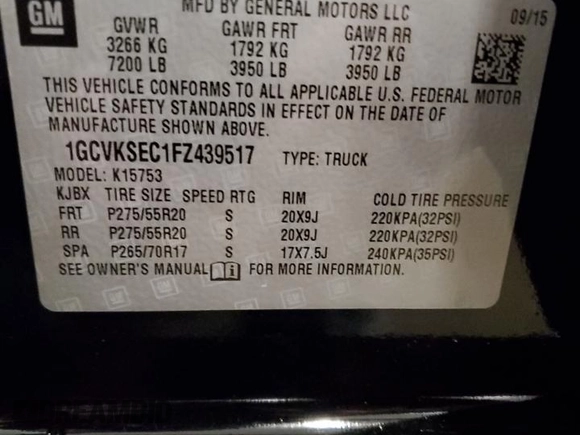 GM
MFD BY GENERAL MOTORS LLC
09/15
GVWR GAWR FRT GAWR RR
3266 KG 1792 KG 1792 KG
7200 LB 3950 LB 3950 LB
THIS VEHICLE CONFORMS TO ALL APPLICABLE U.S. FEDERAL MOTOR
VEHICLE SAFETY STANDARDS IN EFFECT ON THE DATE OF
MANUFACTURE SHOWN ABOVE.
1GCVKSEC1FZ439517 TYPE: TRUCK
MODEL: K15753
KJBX TIRE SIZE SPEED RTG RIM COLD TIRE PRESSURE
FRT P275/55R20 S 20X9J 220KPA(32PSI)
RR P275/55R20 S 20X9J 220KPA(32PSI)
SPA P265/70R17 S 17X7.5J 240KPA(35PSI)
SEE OWNER'S MANUAL FOR MORE INFORMATION.